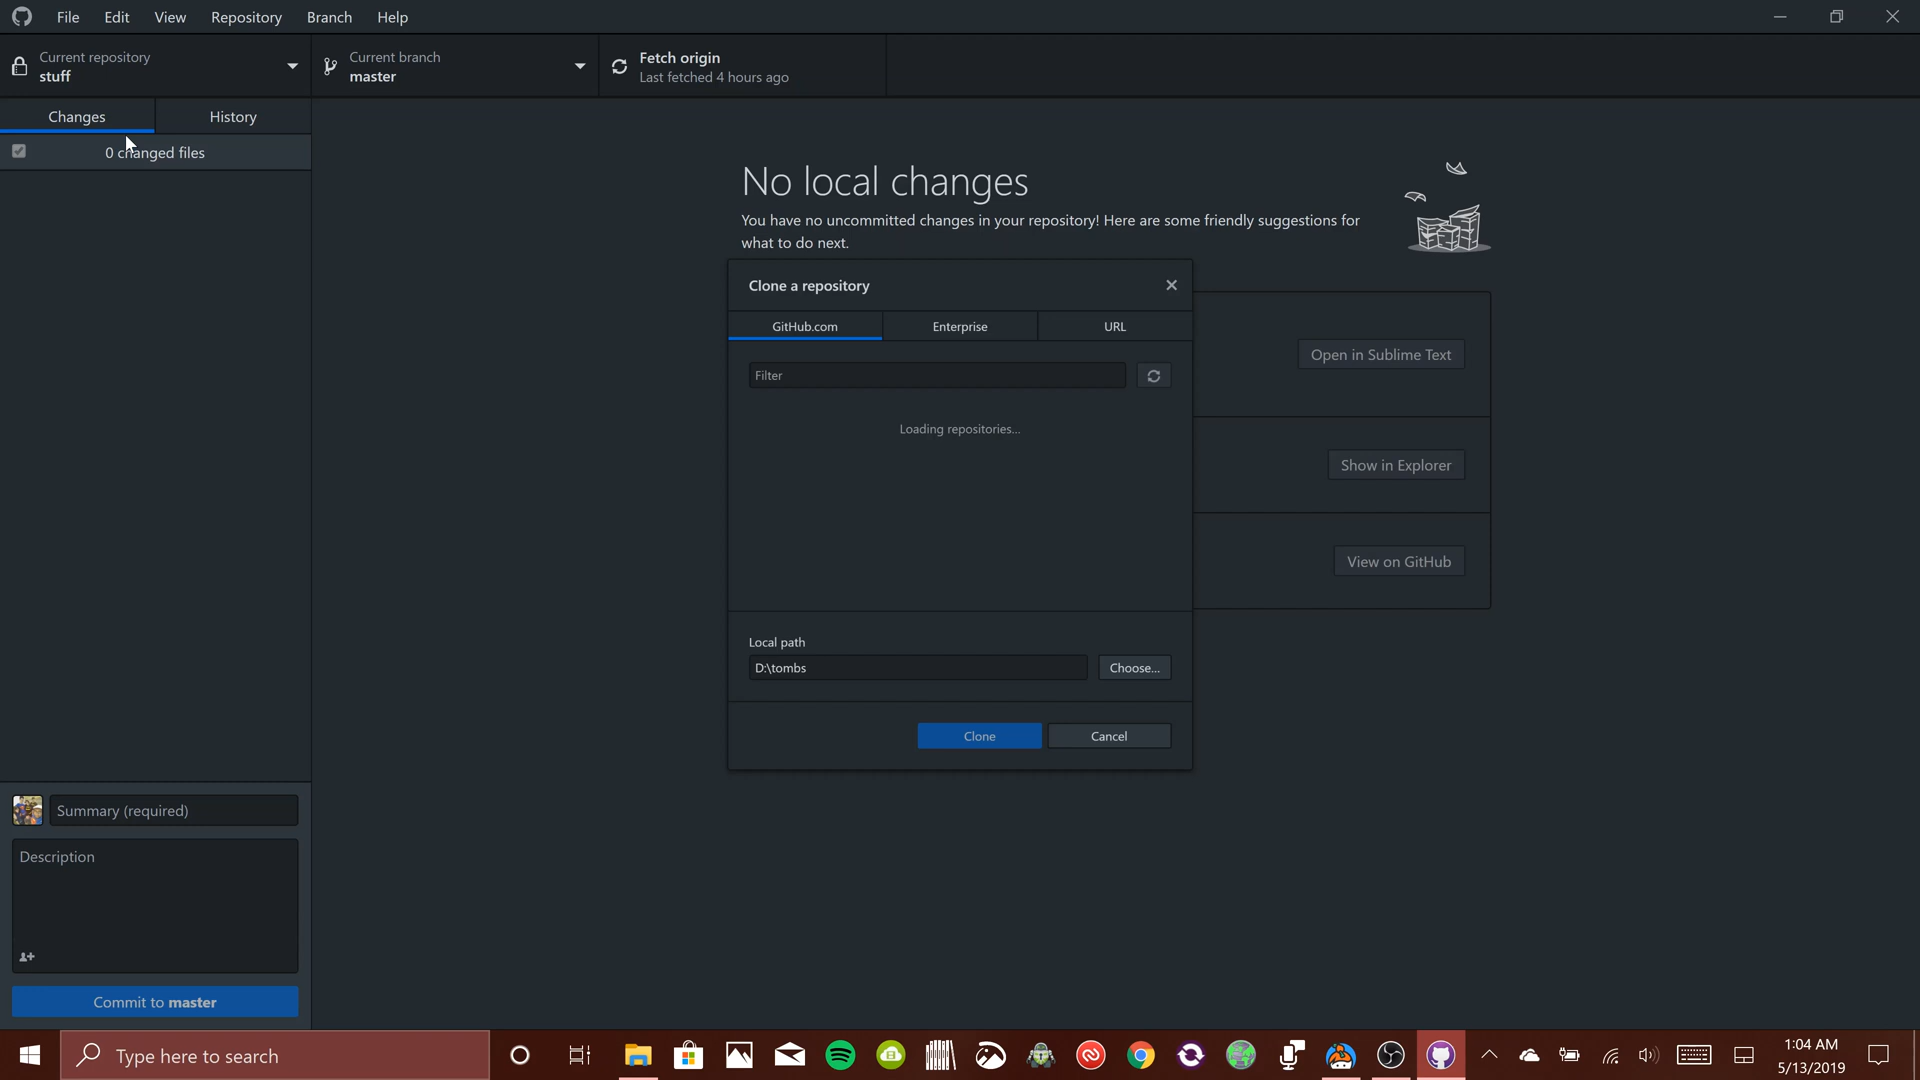 File Edit View Repository Branch Help
Current repository
stuff
Current branch
master
Fetch origin
Last fetched 4 hours ago
Changes
History
0 changed files
No local changes
You have no uncommitted changes in your repository! Here are some friendly suggestions for
what to do next.
Clone a repository
GitHub.com
Enterprise
URL
Filter
Loading repositories...
Open in Sublime Text
Show in Explorer
View on GitHub
Local path
D:\tombs
Choose...
Clone
Cancel
Summary (required)
Description
Commit to master
Type here to search
1:04 AM
5/13/2019